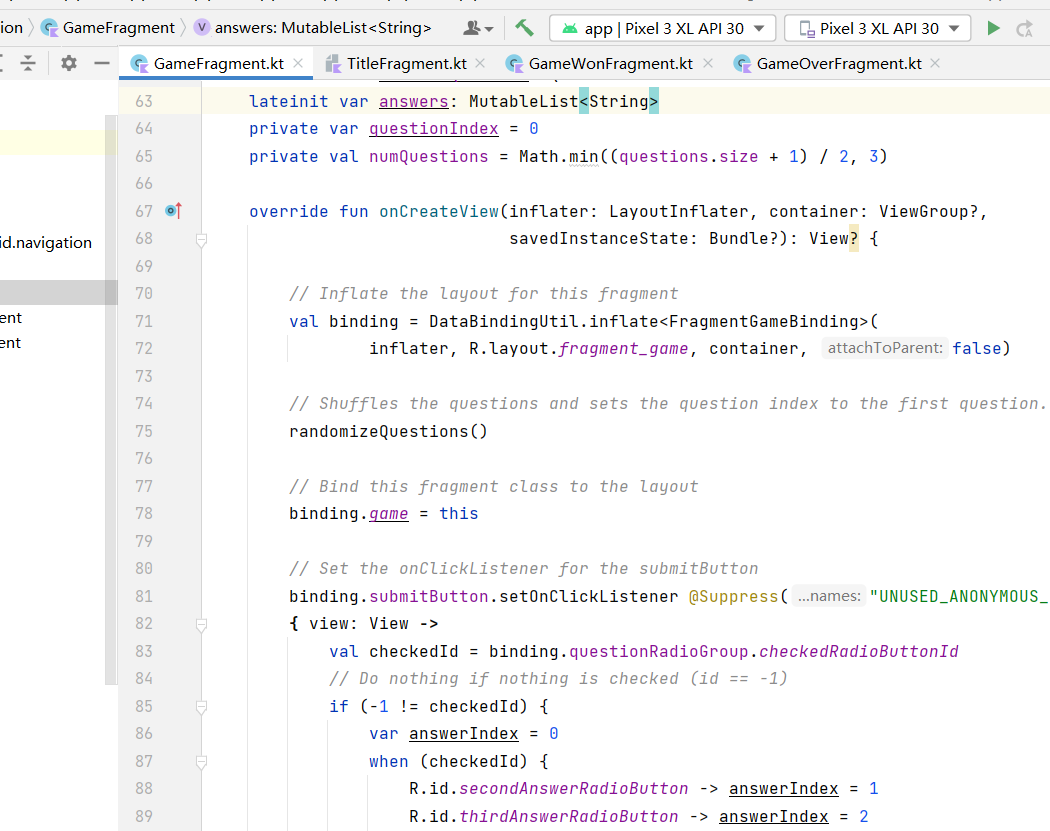 ion GameFragment answers: MutableList<String> app | Pixel 3 XL API 30 Pixel 3 XL API 30
GameFragment.kt TitleFragment.kt GameWonFragment.kt GameOverFragment.kt
63 lateinit var answers: MutableList<String>
64 private var questionIndex = 0
65 private val numQuestions = Math.min((questions.size + 1) / 2, 3)
66
67 override fun onCreateView(inflater: LayoutInflater, container: ViewGroup?,
68 savedInstanceState: Bundle?): View? {
id.navigation
69
70 // Inflate the layout for this fragment
ent
71 val binding = DataBindingUtil.inflate<FragmentGameBinding>(
ent
72 inflater, R.layout.fragment_game, container, attachToParent: false)
73
74 // Shuffles the questions and sets the question index to the first question.
75 randomizeQuestions()
76
77 // Bind this fragment class to the layout
78 binding.game = this
79
80 // Set the onClickListener for the submitButton
81 binding.submitButton.setOnClickListener @Suppress( ...names: "UNUSED_ANONYMOUS_
82 { view: View ->
83 val checkedId = binding.questionRadioGroup.checkedRadioButtonId
84 // Do nothing if nothing is checked (id == -1)
85 if (-1 != checkedId) {
86 var answerIndex = 0
87 when (checkedId) {
88 R.id.secondAnswerRadioButton -> answerIndex = 1
89 R.id.thirdAnswerRadioButton -> answerIndex = 2